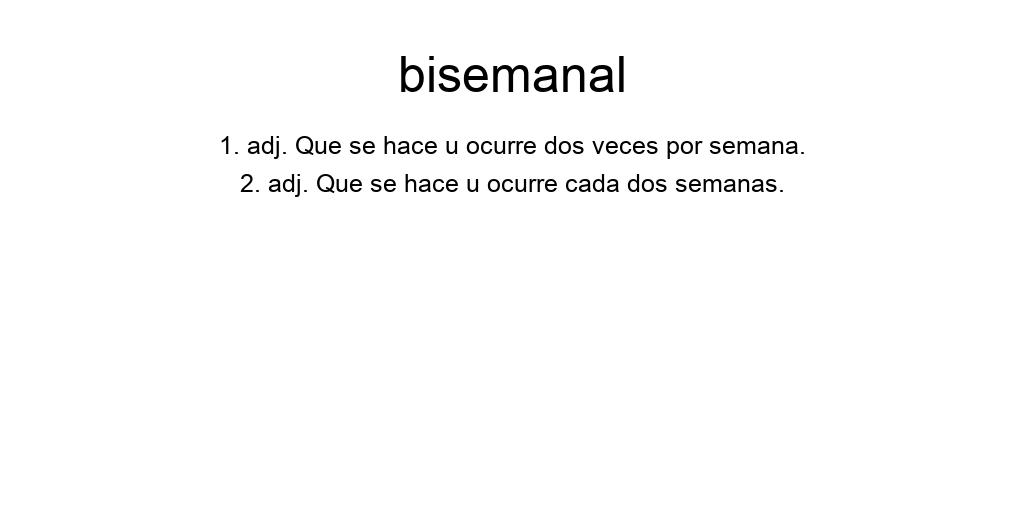 bisemanal
1. adj. Que se hace u ocurre dos veces por semana.
2. adj. Que se hace u ocurre cada dos semanas.